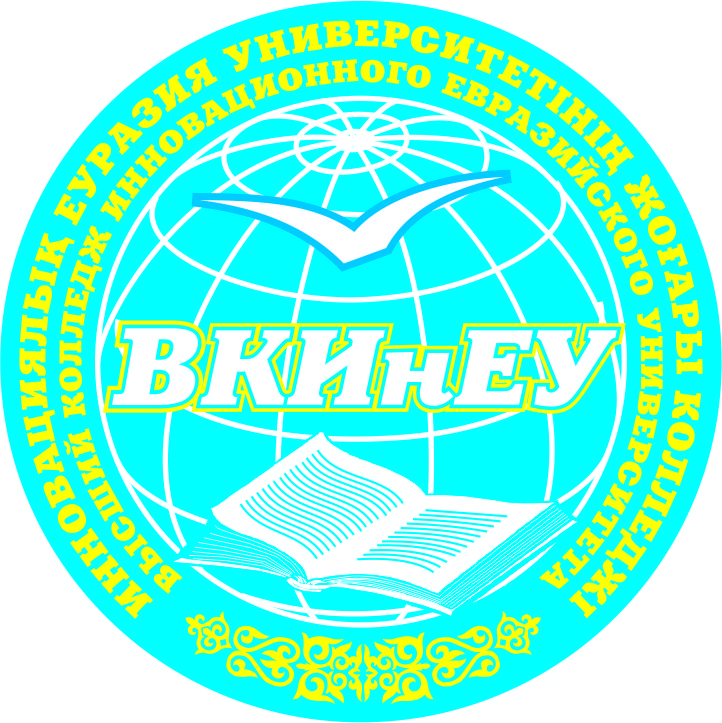 ИННОВАЦИЯЛЫҚ ЕУРАЗИЯ УНИВЕРСИТЕТІНІҢ ЖОҒАРЫ КОЛЛЕДЖІ
ВЫСШИЙ КОЛЛЕДЖ ИННОВАЦИОННОГО ЕВРАЗИЙСКОГО УНИВЕРСИТЕТА
ВКИнЕУ